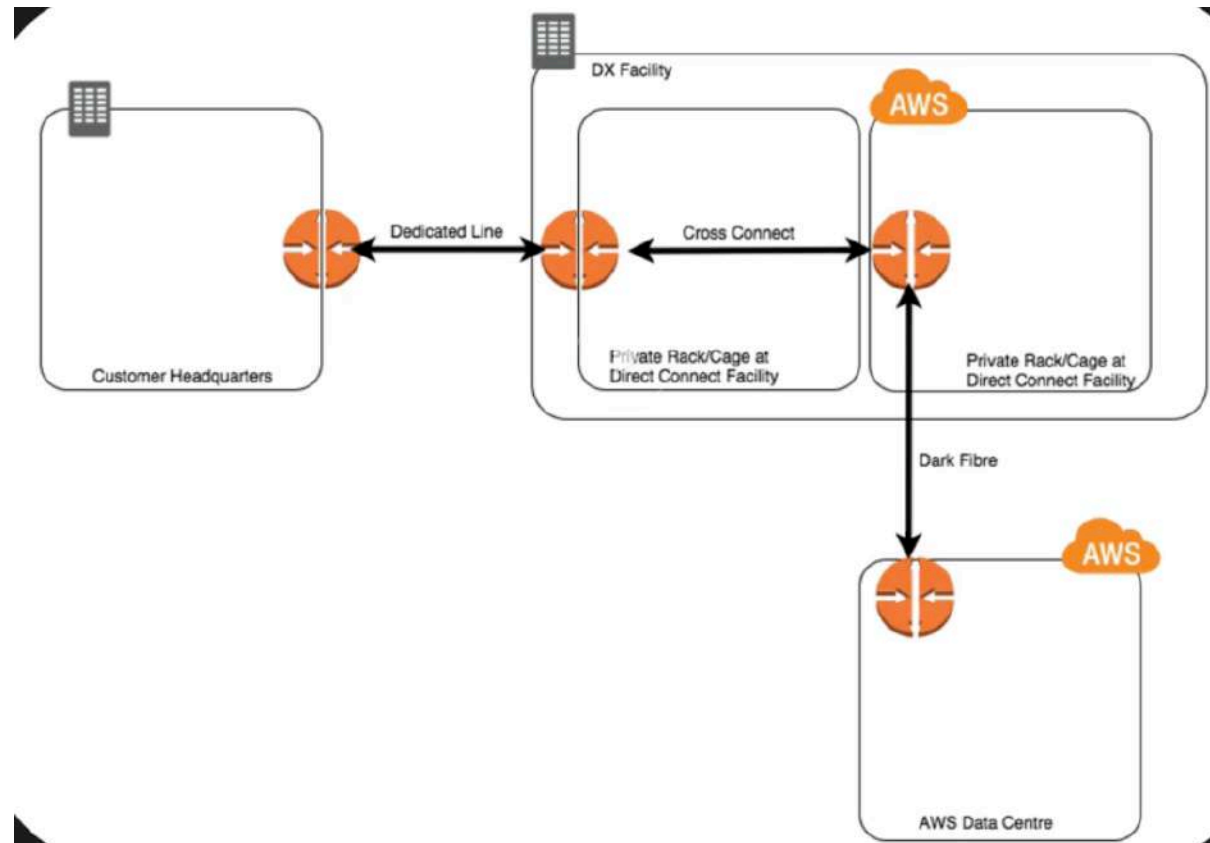 DX Facility
AWS
Dedicated Line
Cross Connect
Customer Headquarters
Private Rack/Cage at
Direct Connect Facility
Private Rack/Cage at
Direct Connect Facility
Dark Fibre
AWS
AWS Data Centre